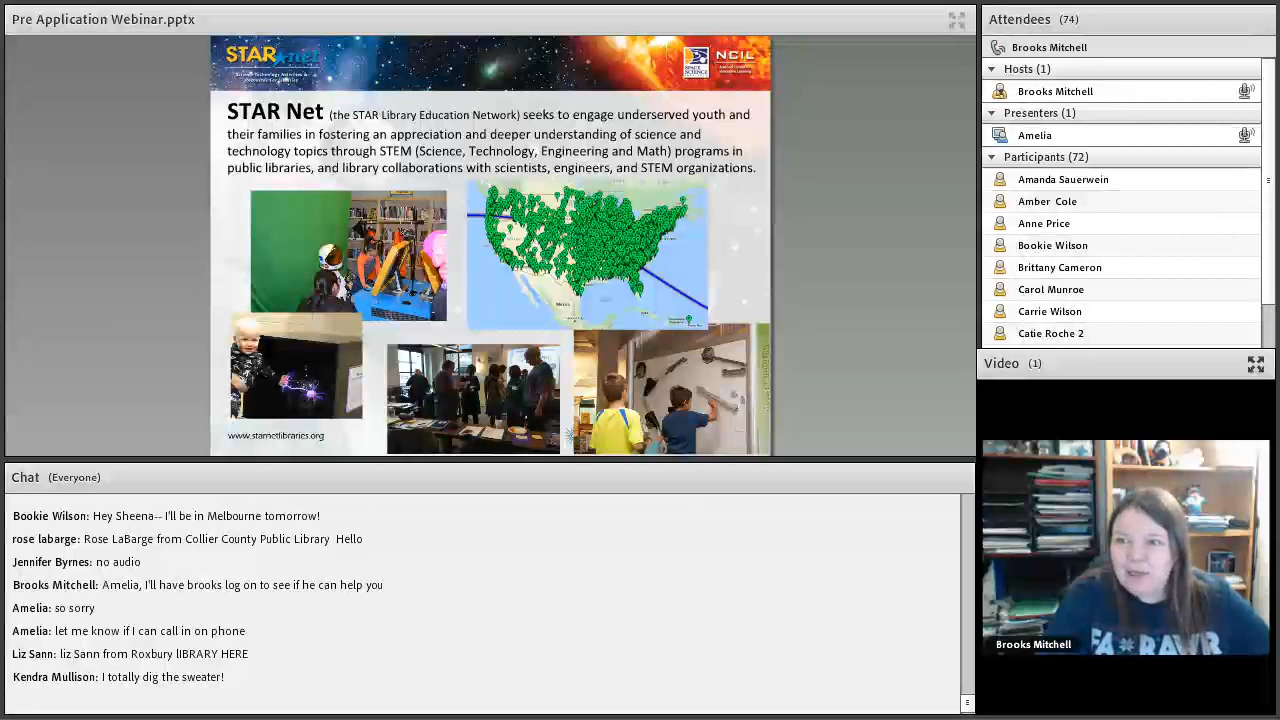 Pre Application Webinar.pptx
STAR net
SPACE SCIENCE
NCIL
STAR Net (the STAR Library Education Network) seeks to engage underserved youth and
their families in fostering an appreciation and deeper understanding of science and
technology topics through STEM (Science, Technology, Engineering and Math) programs in
public libraries, and library collaborations with scientists, engineers, and STEM organizations.
www.starnetlibraries.org
Chat (Everyone)
Bookie Wilson: Hey Sheena-- I'll be in Melbourne tomorrow!
rose labarge: Rose LaBarge from Collier County Public Library Hello
Jennifer Byrnes: no audio
Brooks Mitchell: Amelia, I'll have brooks log on to see if he can help you
Amelia: so sorry
Amelia: let me know if I can call in on phone
Liz Sann: liz Sann from Roxbury lIBRARY HERE
Kendra Mullison: I totally dig the sweater!
Attendees (74)
Brooks Mitchell
Hosts (1)
Brooks Mitchell
Presenters (1)
Amelia
Participants (72)
Amanda Sauerwein
Amber Cole
Anne Price
Bookie Wilson
Brittany Cameron
Carol Munroe
Carrie Wilson
Catie Roche 2
Video (1)
Brooks Mitchell